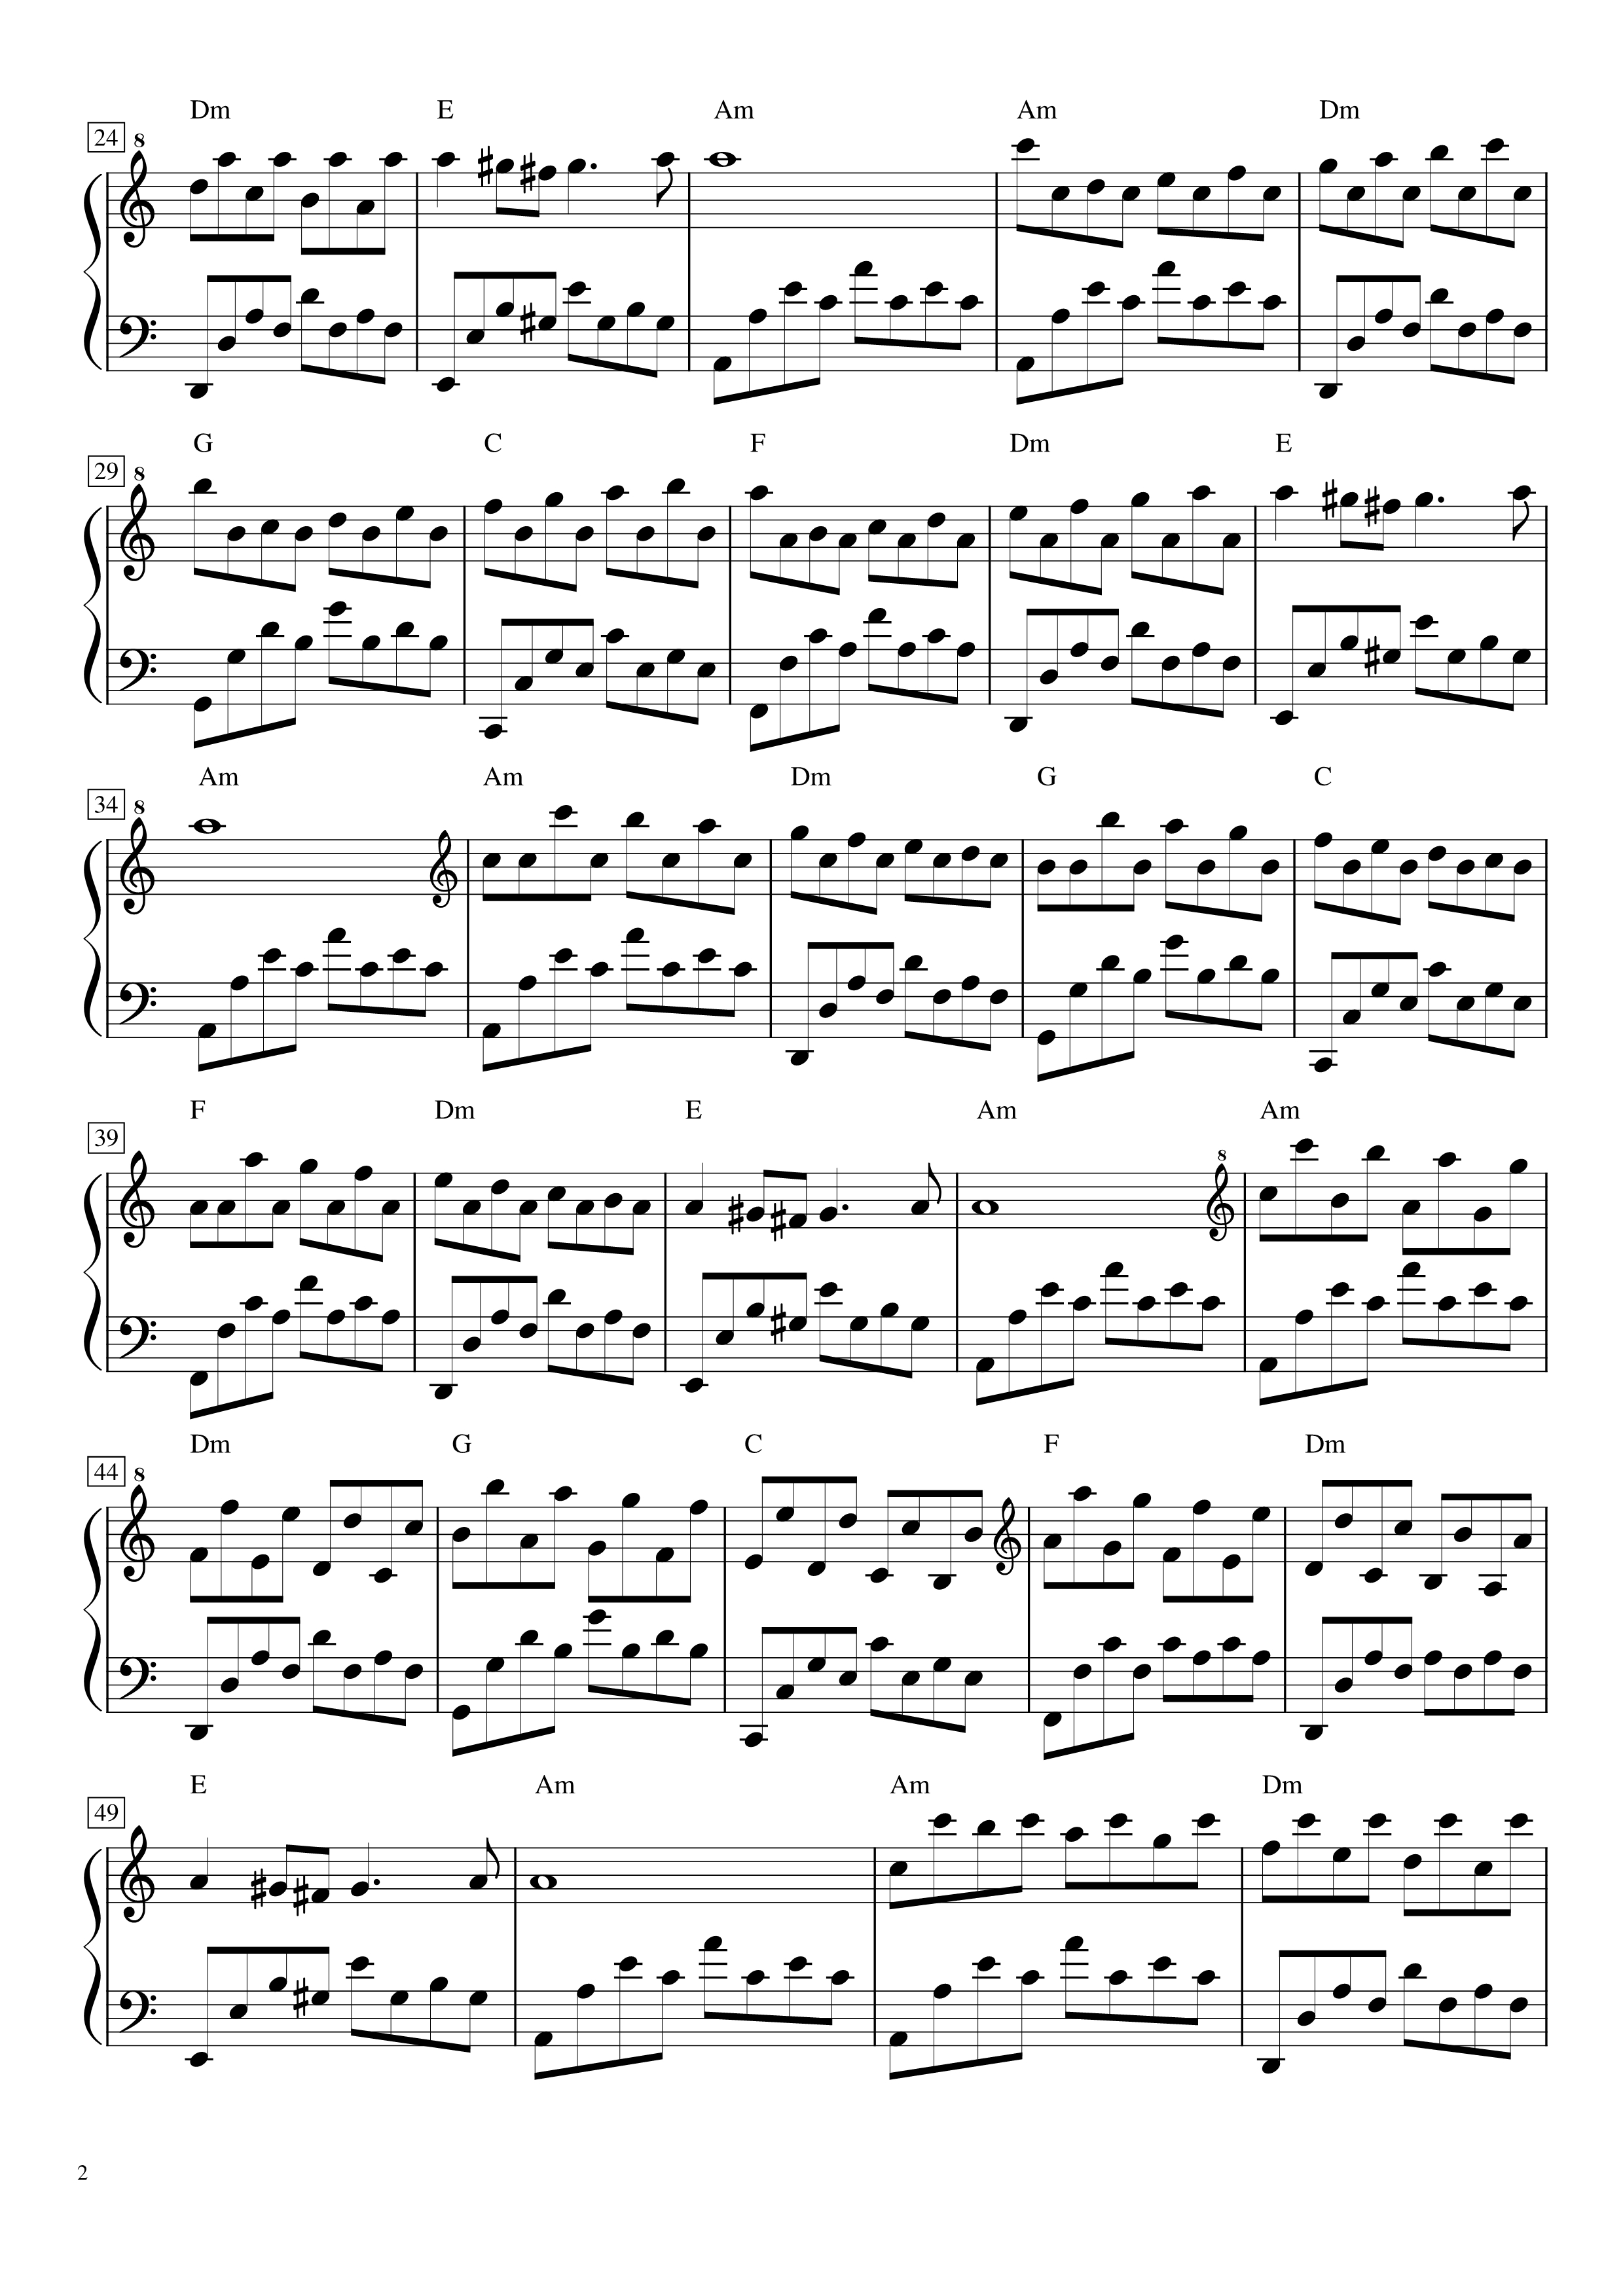 Dm E Am Am Dm
24
8
G C F Dm E
29
8
Am Am Dm G C
34
8
F Dm E Am Am
39
8
Dm G C F Dm
44
8
E Am Am Dm
49
2